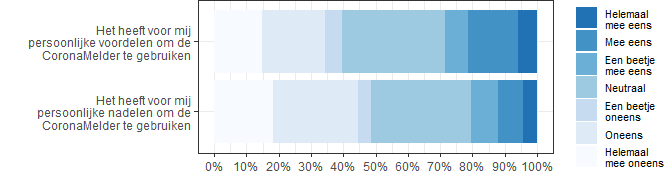 Het heeft voor mij
persoonlijke voordelen om de
CoronaMelder te gebruiken
Het heeft voor mij
persoonlijke nadelen om de
CoronaMelder te gebruiken
0% 10% 20% 30% 40% 50% 60% 70% 80% 90% 100%
Helemaal
mee eens
Mee eens
Een beetje
mee eens
Neutraal
Een beetje
oneens
Oneens
Helemaal
mee oneens